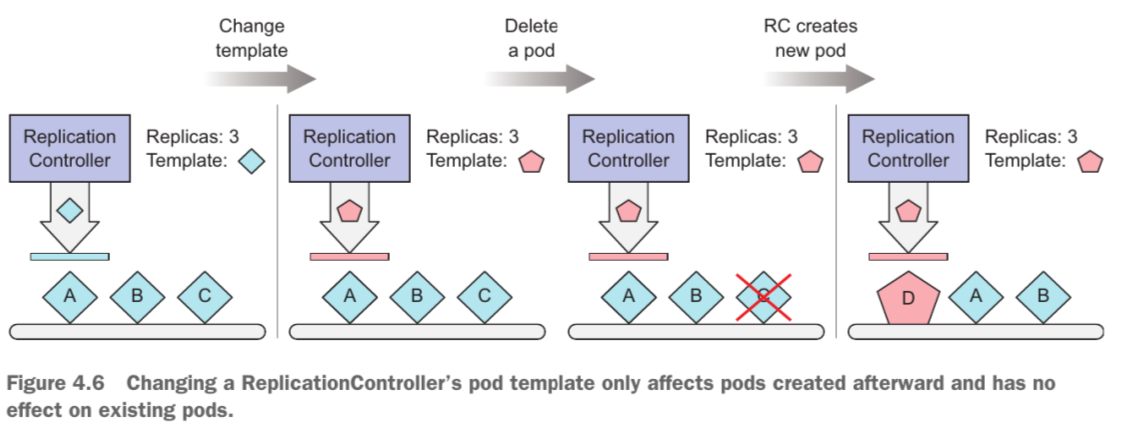 Change
template
Delete
a pod
RC creates
new pod
Replication
Controller
Replicas: 3
Template:
A B C
Replication
Controller
Replicas: 3
Template:
A B C
Replication
Controller
Replicas: 3
Template:
A B C
Replication
Controller
Replicas: 3
Template:
D A B
Figure 4.6 Changing a ReplicationController's pod template only affects pods created afterward and has no
effect on existing pods.